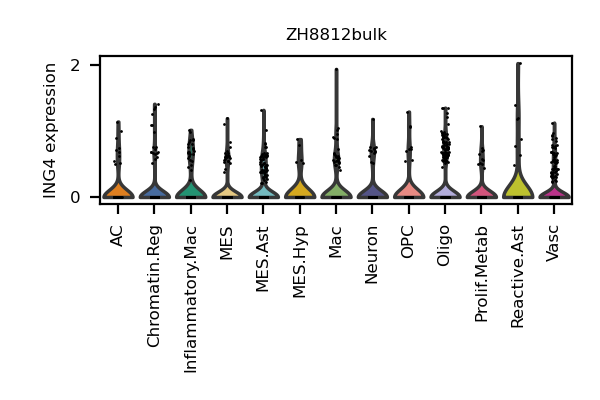 ZH8812bulk
ING4 expression
2
0
AC
Chromatin.Reg
Inflammatory.Mac
MES
MES.Ast
MES.Hyp
Mac
Neuron
OPC
Oligo
Prolif.Metab
Reactive.Ast
Vasc